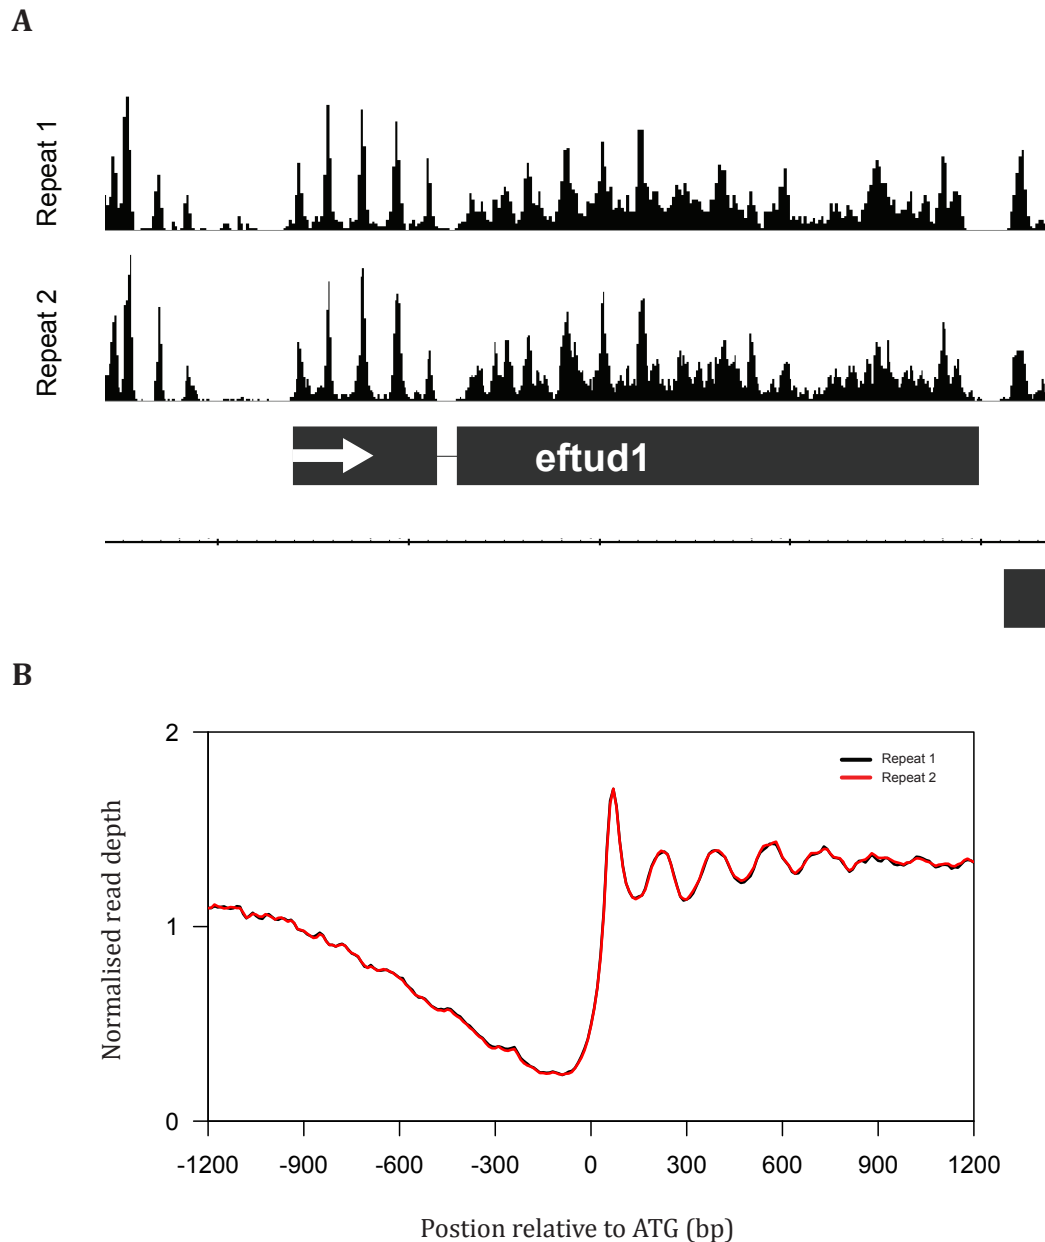 A
Repeat 1
Repeat 2
eftud1
B
2
1
0
Normalised read depth
Repeat 1
Repeat 2
-1200 -900 -600 -300 0 300 600 900 1200
Postion relative to ATG (bp)